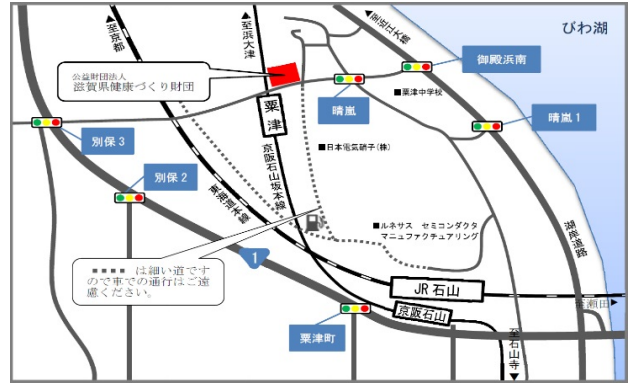 ▲至京都
▲至浜大津
▲至近江大橋
びわ湖
公益財団法人
滋賀県健康づくり財団
御殿浜南
晴嵐
■粟津中学校
晴嵐１
粟津
別保３
■日本電気硝子(株)
別保２
京阪石山坂本線
東海道本線
■ルネサス セミコンダクタ
マニュファクチュアリング
湖岸道路
■■■■ は細い道です
ので車での通行はご遠
慮ください。
1
JR石山
至瀬田▶
京阪石山
粟津町
至石山寺▼